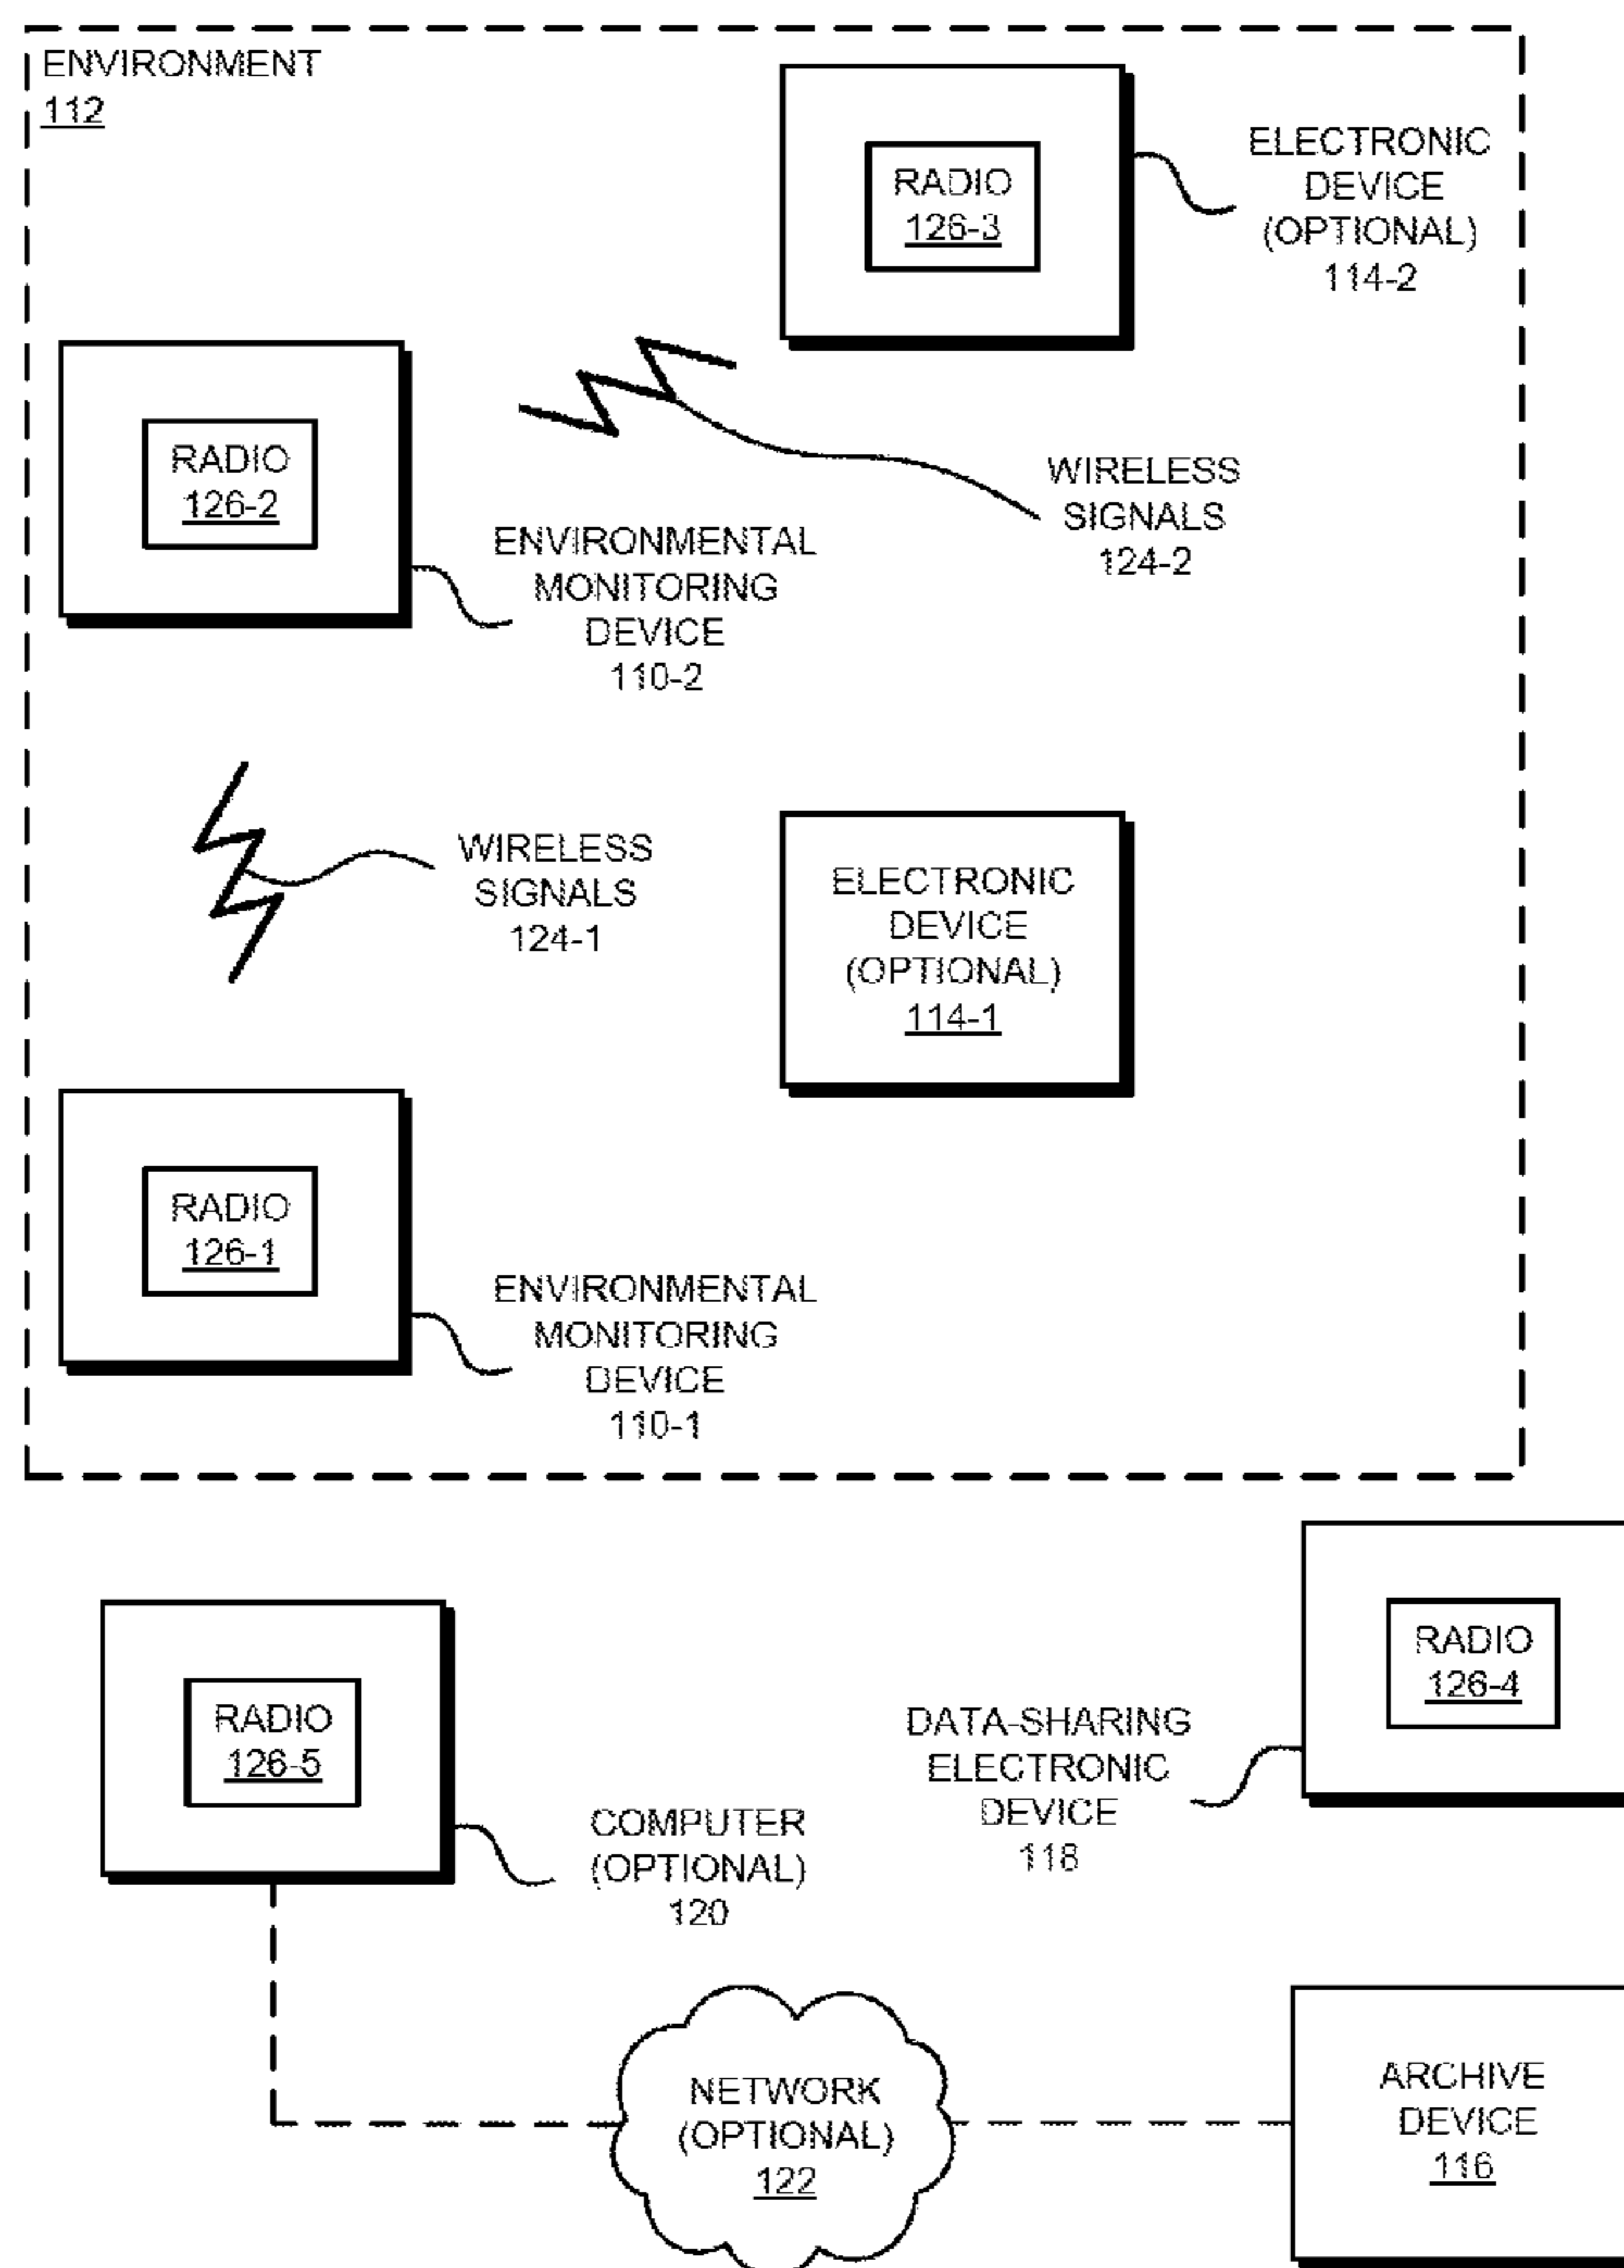 ENVIRONMENT
112
RADIO
126-3
ELECTRONIC
DEVICE
(OPTIONAL)
114-2
RADIO
126-2
ENVIRONMENTAL
MONITORING
DEVICE
110-2
WIRELESS
SIGNALS
124-2
WIRELESS
SIGNALS
124-1
ELECTRONIC
DEVICE
(OPTIONAL)
114-1
RADIO
126-1
ENVIRONMENTAL
MONITORING
DEVICE
110-1
RADIO
126-4
DATA-SHARING
ELECTRONIC
DEVICE
118
RADIO
126-5
COMPUTER
(OPTIONAL)
120
NETWORK
(OPTIONAL)
122
ARCHIVE
DEVICE
116